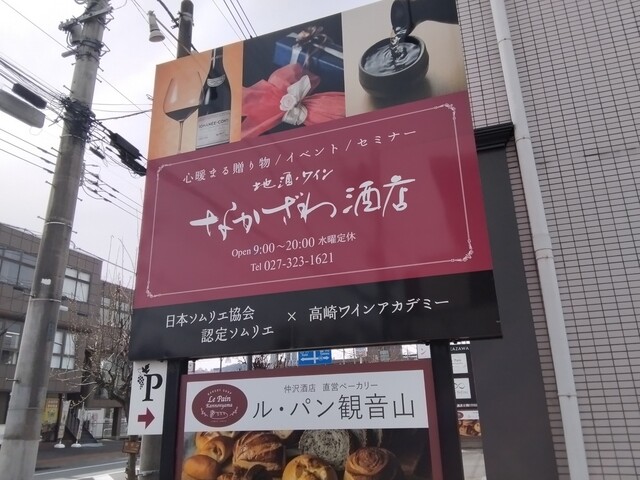 心暖まる贈り物/イベント/セミナー
地酒・ワイン
なかざわ酒店
Open 9:00～20:00 水曜定休
Tel 027-323-1621
日本ソムリエ協会
認定ソムリエ
×
高崎ワインアカデミー
P
Le Pain
仲沢酒店 直営ベーカリー
ル・パン観音山